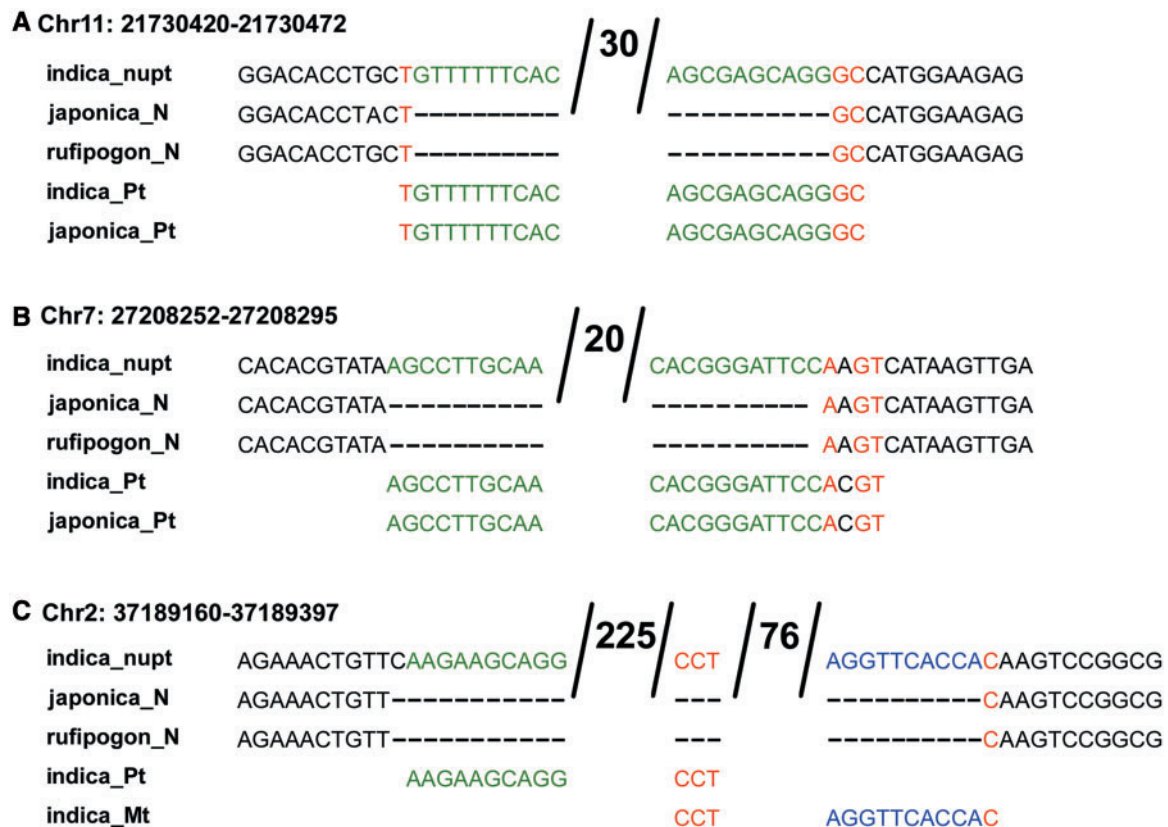 A Chr11: 21730420-21730472
30
indica_nupt GGACACCTGCTGTTTTTTCAC AGCGAGCAGGGCCATGGAAGAG
japonica_N GGACACCTACT---------- ----------GCCATGGAAGAG
rufipogon_N GGACACCTGCT---------- ----------GCCATGGAAGAG
indica_Pt TGTTTTTTCAC AGCGAGCAGGGC
japonica_Pt TGTTTTTTCAC AGCGAGCAGGGC
B Chr7: 27208252-27208295
20
indica_nupt CACACGTATAAGCCTTGCAA CACGGGATTCCAAGTCATAAGTTGA
japonica_N CACACGTATA---------- ---------- AAGTCATAAGTTGA
rufipogon_N CACACGTATA---------- ---------- AAGTCATAAGTTGA
indica_Pt AGCCTTGCAA CACGGGATTCCACGT
japonica_Pt AGCCTTGCAA CACGGGATTCCACGT
C Chr2: 37189160-37189397
225 76
indica_nupt AGAAACTGTTCAAGAAGCAGG CCT AGGTTCACCACAAGTCCGGCG
japonica_N AGAAACTGTT----------- --- ----------CAAGTCCGGCG
rufipogon_N AGAAACTGTT----------- --- ----------CAAGTCCGGCG
indica_Pt AAGAAGCAGG CCT
indica_Mt CCT AGGTTCACCAC